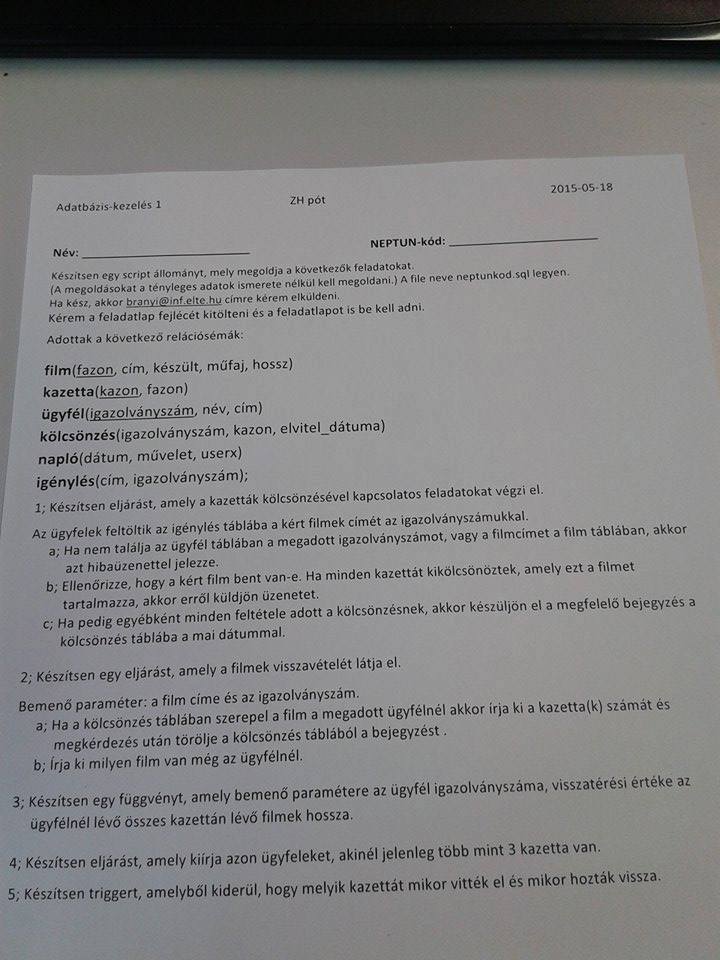 Adatbázis-kezelés 1 ZH pót 2015-05-18
Név: NEPTUN-kód:
Készítsen egy script állományt, mely megoldja a következők feladatokat.
(A megoldásokat a tényleges adatok ismerete nélkül kell megoldani.) A file neve neptunkod.sql legyen.
Ha kész, akkor branyi@inf.elte.hu címre kérem elküldeni.
Kérem a feladatlap fejlécét kitölteni és a feladatlapot is be kell adni.
Adottak a következő relációsémák:
film(fazon, cím, készült, műfaj, hossz)
kazetta(kazon, fazon)
ügyfél(igazolványszám, név, cím)
kölcsönzés(igazolványszám, kazon, elvitel_dátuma)
napló(dátum, művelet, userx)
igénylés(cím, igazolványszám);
1; Készítsen eljárást, amely a kazetták kölcsönzésével kapcsolatos feladatokat végzi el.
Az ügyfelek feltöltik az igénylés táblába a kért filmek címét az igazolványszámukkal.
a; Ha nem találja az ügyfél táblában a megadott igazolványszámot, vagy a filmcímet a film táblában, akkor
azt hibaüzenettel jelezze.
b; Ellenőrizze, hogy a kért film bent van-e. Ha minden kazettát kikölcsönöztek, amely ezt a filmet
tartalmazza, akkor erről küldjön üzenetet.
c; Ha pedig egyébként minden feltétele adott a kölcsönzésnek, akkor készüljön el a megfelelő bejegyzés a
kölcsönzés táblába a mai dátummal.
2; Készítsen egy eljárást, amely a filmek visszavételét látja el.
Bemenő paraméter: a film címe és az igazolványszám.
a; Ha a kölcsönzés táblában szerepel a film a megadott ügyfélnél akkor írja ki a kazetta(k) számát és
megkérdezés után törölje a kölcsönzés táblából a bejegyzést .
b; Írja ki milyen film van még az ügyfélnél.
3; Készítsen egy függvényt, amely bemenő paramétere az ügyfél igazolványszáma, visszatérési értéke az
ügyfélnél lévő összes kazettán lévő filmek hossza.
4; Készítsen eljárást, amely kiírja azon ügyfeleket, akinél jelenleg több mint 3 kazetta van.
5; Készítsen triggert, amelyből kiderül, hogy melyik kazettát mikor vitték el és mikor hozták vissza.